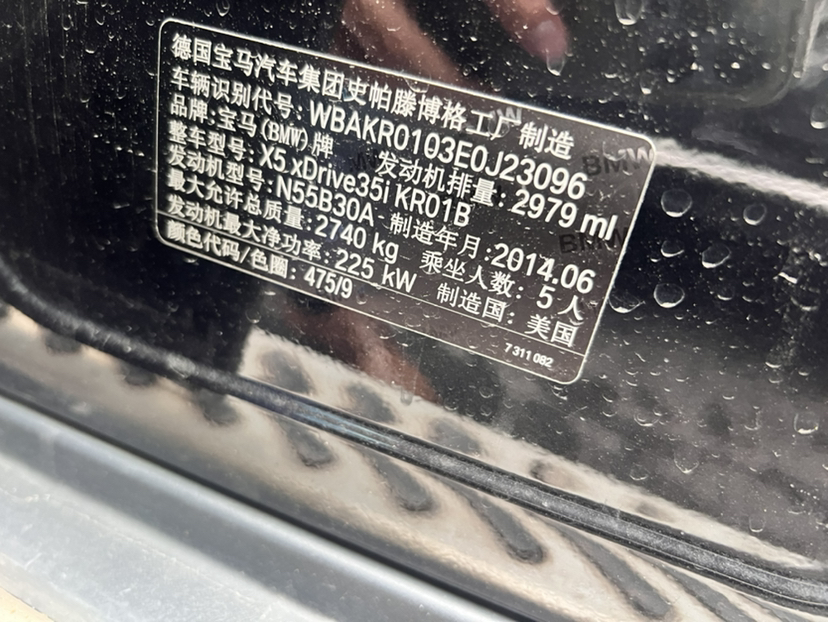 德国宝马汽车集团史帕滕博格工厂 制造
车辆识别代号: WBAKR0103E0J23096
品牌:宝马(BMW)牌 发动机排量: 2979 ml
整车型号: X5 xDrive35i KR01B
发动机型号: N55B30A 制造年月:2014.06
最大允许总质量: 2740 kg 乘坐人数: 5 人
发动机最大净功率: 225 kW 制造国: 美国
颜色代码/色圈: 475/9
7 311 082
BMW
BMW